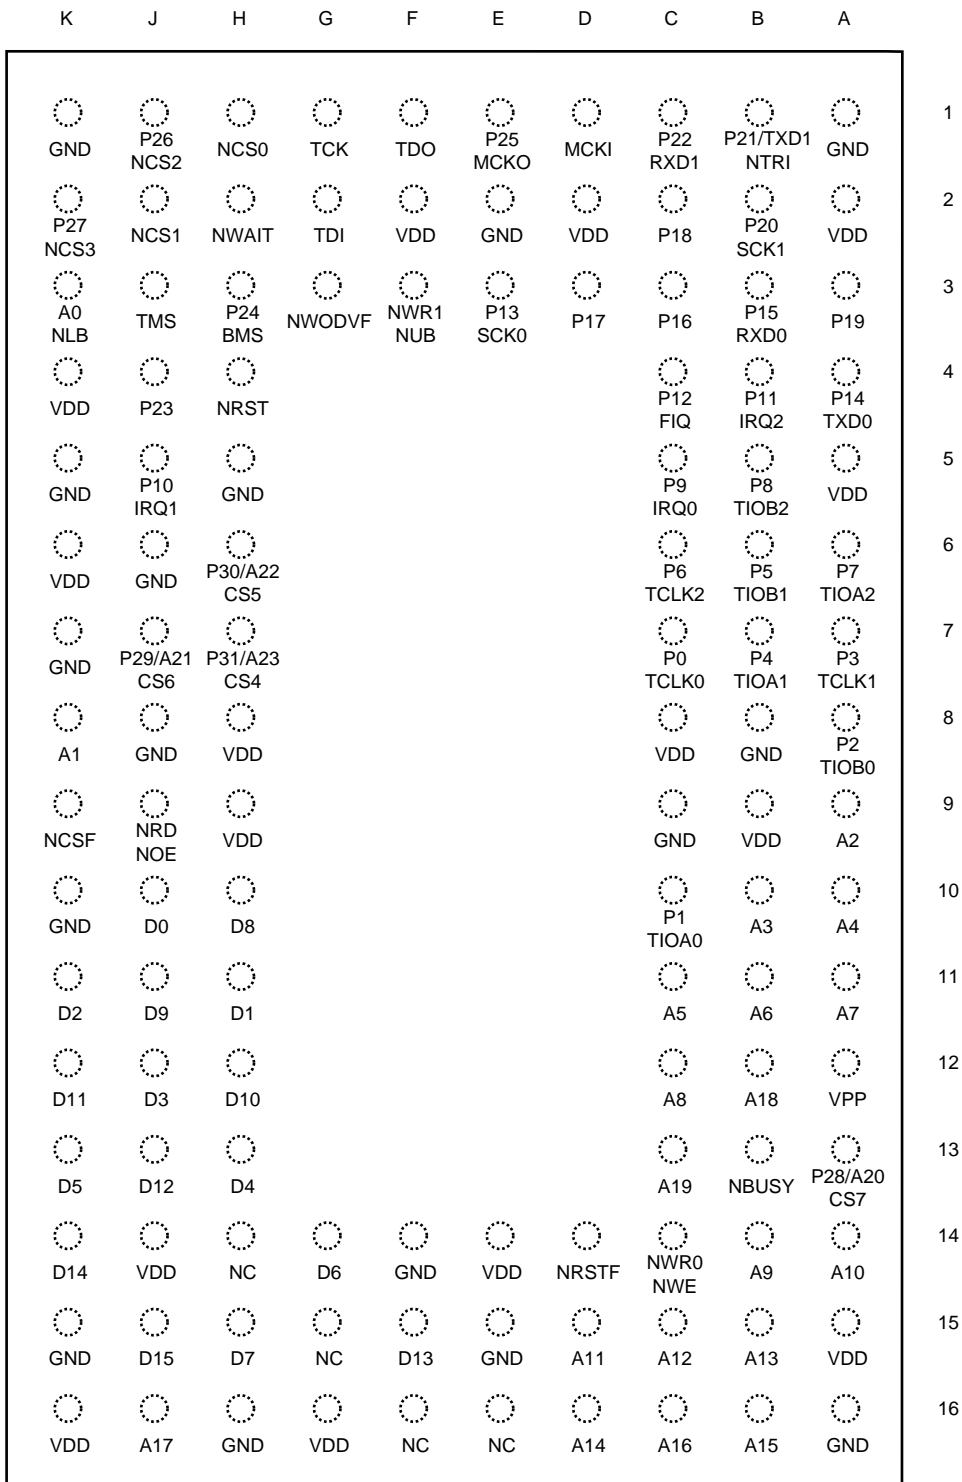 K J H G F E D C B A
1
GND P26 NCS0 TCK TDO P25 MCKI P22 P21/TXD1 GND
NCS2 MCKO RXD1 NTRI
2
P27 NCS1 NWAIT TDI VDD GND VDD P18 P20 VDD
NCS3 SCK1
3
A0 TMS P24 NWODVF NWR1 P13 P17 P16 P15 P19
NLB BMS NUB SCK0 RXD0
4
VDD P23 NRST P12 P11 P14
FIQ IRQ2 TXD0
5
GND P10 GND P9 P8 VDD
IRQ1 IRQ0 TIOB2
6
VDD GND P30/A22 P6 P5 P7
CS5 TCLK2 TIOB1 TIOA2
7
GND P29/A21 P31/A23 P0 P4 P3
CS6 CS4 TCLK0 TIOA1 TCLK1
8
A1 GND VDD VDD GND P2
TIOB0
9
NCSF NRD VDD GND VDD A2
NOE
10
GND D0 D8 P1 A3 A4
TIOA0
11
D2 D9 D1 A5 A6 A7
12
D11 D3 D10 A8 A18 VPP
13
D5 D12 D4 A19 NBUSY P28/A20
CS7
14
D14 VDD NC D6 GND VDD NRSTF NWR0 A9 A10
NWE
15
GND D15 D7 NC D13 GND A11 A12 A13 VDD
16
VDD A17 GND VDD NC NC A14 A16 A15 GND